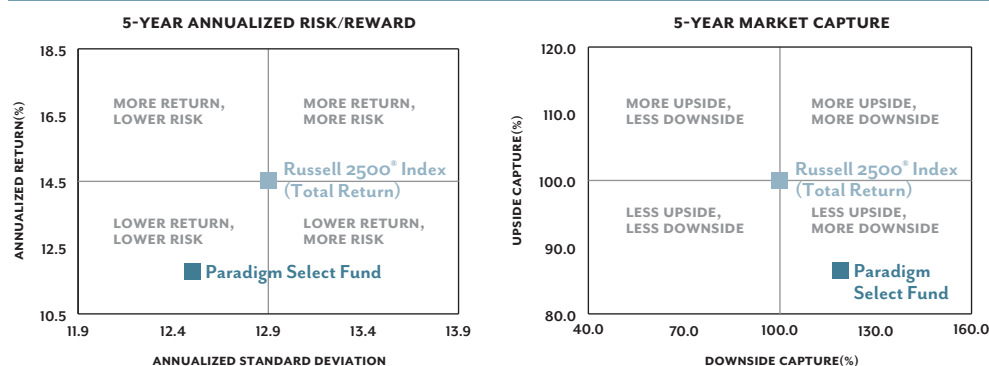 5-YEAR ANNUALIZED RISK/REWARD
18.5
16.5
14.5
12.5
10.5
ANNUALIZED RETURN(%)
MORE RETURN,
LOWER RISK
MORE RETURN,
MORE RISK
Russell 2500® Index
(Total Return)
LOWER RETURN,
LOWER RISK
LOWER RETURN,
MORE RISK
Paradigm Select Fund
11.9
12.4
12.9
13.4
13.9
ANNUALIZED STANDARD DEVIATION
5-YEAR MARKET CAPTURE
120.0
110.0
100.0
90.0
80.0
UPSIDE CAPTURE(%)
MORE UPSIDE,
LESS DOWNSIDE
MORE UPSIDE,
MORE DOWNSIDE
Russell 2500® Index
(Total Return)
LESS UPSIDE,
LESS DOWNSIDE
LESS UPSIDE,
MORE DOWNSIDE
Paradigm
Select Fund
40.0
70.0
100.0
130.0
160.0
DOWNSIDE CAPTURE(%)